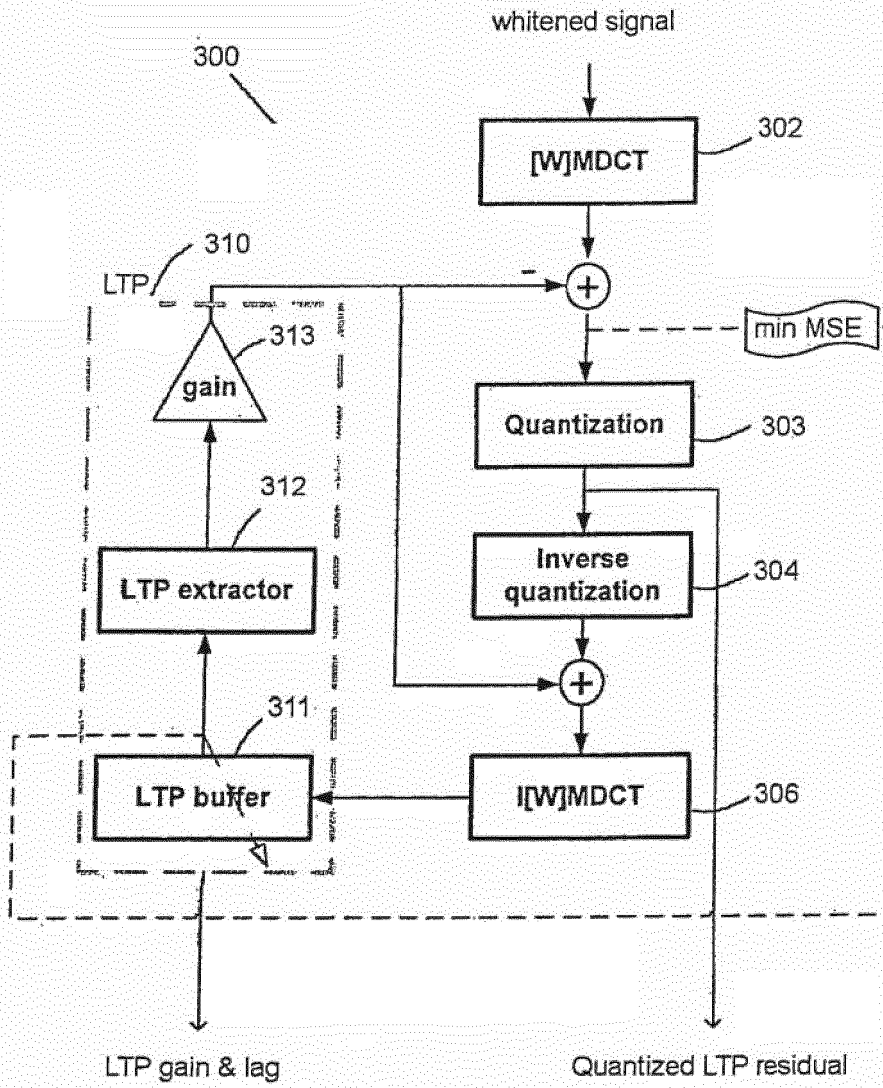 whitened signal
300
[W]MDCT
302
310
LTP
-
+
313
min MSE
gain
Quantization
303
312
LTP extractor
Inverse
quantization
304
+
311
LTP buffer
I[W]MDCT
306
LTP gain & lag
Quantized LTP residual